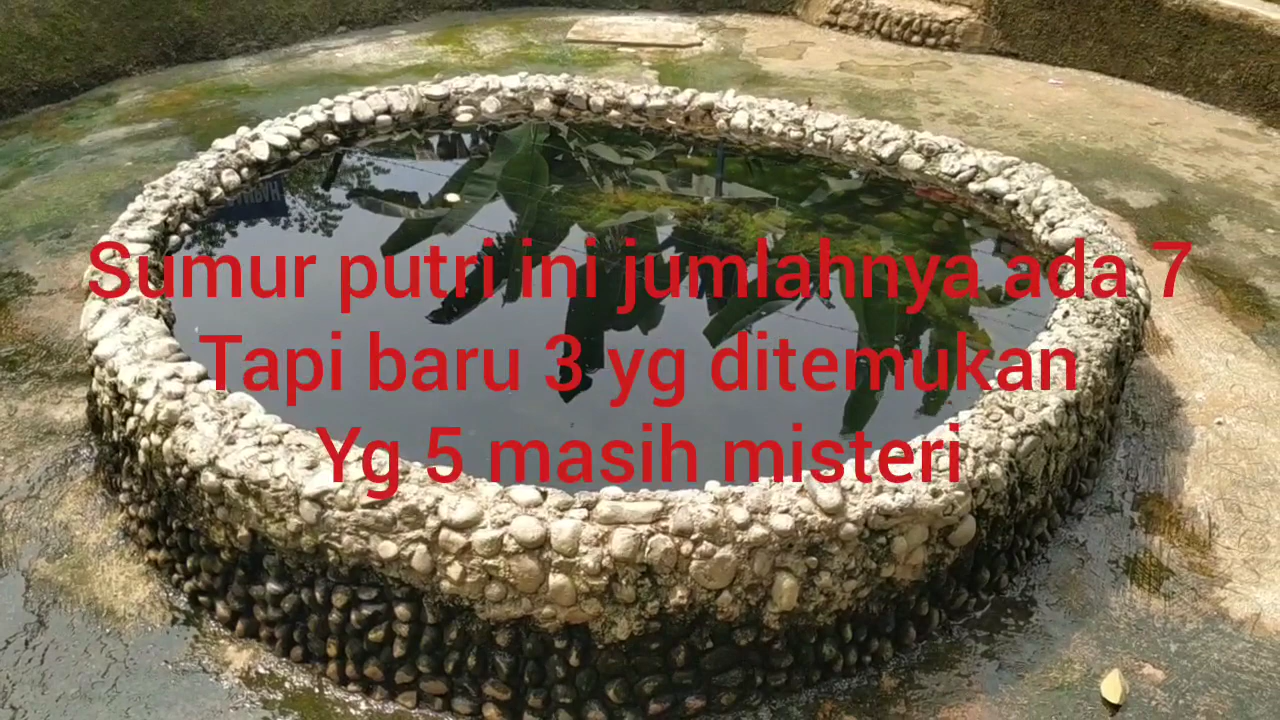 Sumur putri ini jumlahnya ada 7
Tapi baru 3 yg ditemukan
Yg 5 masih misteri